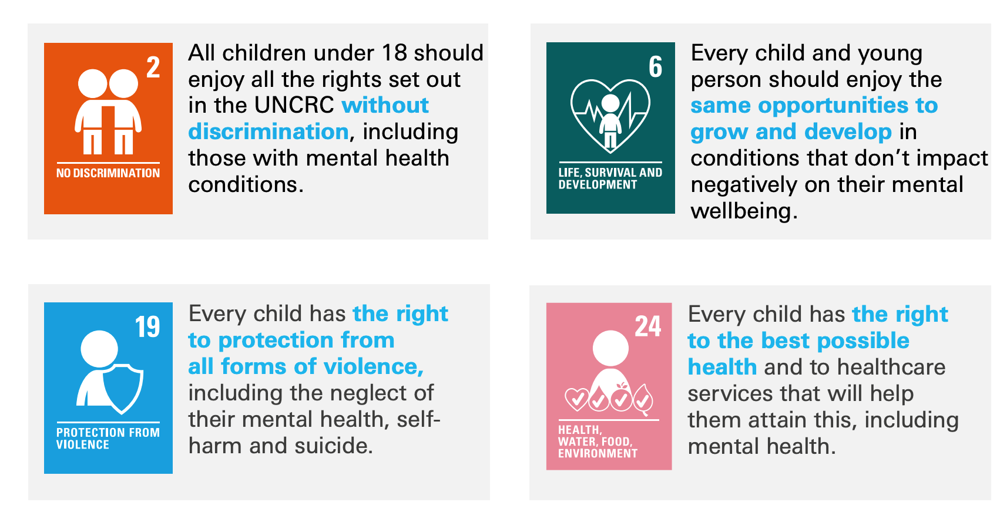 2
NO DISCRIMINATION
All children under 18 should
enjoy all the rights set out
in the UNCRC without
discrimination, including
those with mental health
conditions.
6
LIFE, SURVIVAL AND
DEVELOPMENT
Every child and young
person should enjoy the
same opportunities to
grow and develop in
conditions that don't impact
negatively on their mental
wellbeing.
19
PROTECTION FROM
VIOLENCE
Every child has the right
to protection from
all forms of violence,
including the neglect of
their mental health, self-
harm and suicide.
24
HEALTH,
WATER, FOOD,
ENVIRONMENT
Every child has the right
to the best possible
health and to healthcare
services that will help
them attain this, including
mental health.